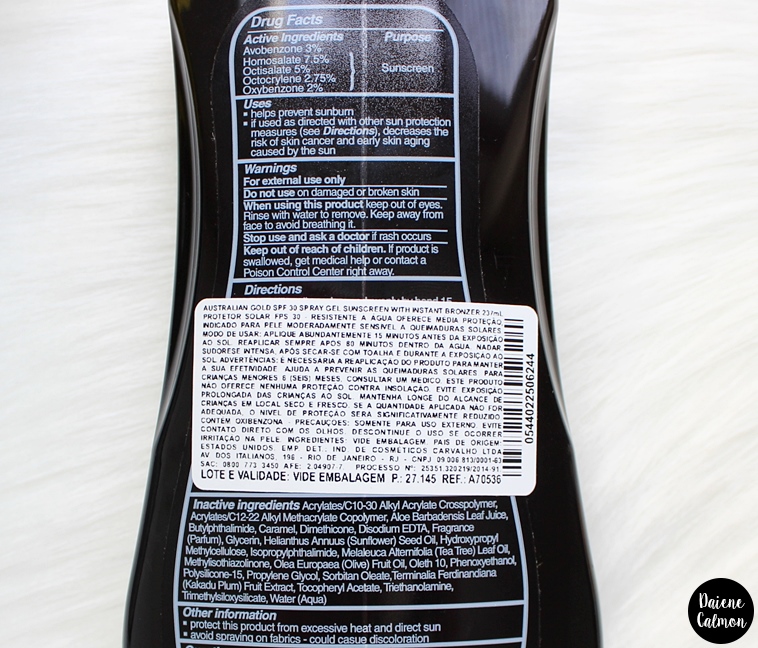 Drug Facts
Active Ingredients Purpose
Avobenzone 3%
Homosalate 7.5%
Octisalate 5% Sunscreen
Octocrylene 2.75%
Oxybenzone 2%
Uses
▪ helps prevent sunburn
▪ if used as directed with other sun protection
measures (see Directions), decreases the
risk of skin cancer and early skin aging
caused by the sun
Warnings
For external use only
Do not use on damaged or broken skin
When using this product keep out of eyes.
Rinse with water to remove. Keep away from
face to avoid breathing it.
Stop use and ask a doctor if rash occurs
Keep out of reach of children. If product is
swallowed, get medical help or contact a
Poison Control Center right away.
Directions
AUSTRALIAN GOLD SPF 30 SPRAY GEL SUNSCREEN WITH INSTANT BRONZER 237mL
PROTETOR SOLAR FPS 30 - RESISTENTE A AGUA OFERECE MEDIA PROTEÇÃO,
INDICADO PARA PELE MODERADAMENTE SENSIVEL A QUEIMADURAS SOLARES
MODO DE USAR: APLIQUE ABUNDANTEMENTE 15 MINUTOS ANTES DA EXPOSIÇÃO
AO SOL. REAPLICAR SEMPRE APÓS 80 MINUTOS DENTRO DA AGUA, NADAR,
SUDORESE INTENSA, APÓS SECAR-SE COM TOALHA E DURANTE A EXPOSIÇÃO AO
SOL. ADVERTÊNCIAS: É NECESSARIA A REAPLICAÇÃO DO PRODUTO PARA MANTER
A SUA EFETIVIDADE. AJUDA A PREVENIR AS QUEIMADURAS SOLARES. PARA
CRIANÇAS MENORES 6 (SEIS) MESES, CONSULTAR UM MEDICO. ESTE PRODUTO
NÃO OFERECE NENHUMA PROTEÇÃO CONTRA INSOLAÇÃO. EVITE EXPOSIÇÃO
PROLONGADA DAS CRIANÇAS AO SOL. MANTENHA LONGE DO ALCANCE DE
CRIANÇAS EM LOCAL SECO E FRESCO. SE A QUANTIDADE APLICADA NÃO FOR
ADEQUADA, O NIVEL DE PROTEÇÃO SERÁ SIGNIFICATIVAMENTE REDUZIDO.
CONTEM OXIBENZONA - PRECAUÇÕES: SOMENTE PARA USO EXTERNO. EVITE
CONTATO DIRETO COM OS OLHOS. DESCONTINUE O USO SE OCORRER
IRRITAÇÃO NA PELE. INGREDIENTES: VIDE EMBALAGEM. PAIS DE ORIGEM:
ESTADOS UNIDOS. EMP. DET.: IND. DE COSMÉTICOS CARVALHO LTDA
AV. DOS ITALIANOS, 196 - RIO DE JANEIRO - RJ - CNPJ 09.006.813/0001-61
SAC: 0800 773 3450 AFE: 2.04907-7 PROCESSO Nº: 25351.320219/2014-91
LOTE E VALIDADE: VIDE EMBALAGEM P.: 27.145 REF.: A70536
0544022506244
Inactive ingredients Acrylates/C10-30 Alkyl Acrylate Crosspolymer,
Acrylates/C12-22 Alkyl Methacrylate Copolymer, Aloe Barbadensis Leaf Juice,
Butylphthalimide, Caramel, Dimethicone, Disodium EDTA, Fragrance
(Parfum), Glycerin, Helianthus Annuus (Sunflower) Seed Oil, Hydroxypropyl
Methylcellulose, Isopropylphthalimide, Melaleuca Alternifolia (Tea Tree) Leaf Oil,
Methylisothiazolinone, Olea Europaea (Olive) Fruit Oil, Oleth 10, Phenoxyethanol,
Polysilicone-15, Propylene Glycol, Sorbitan Oleate,Terminalia Ferdinandiana
(Kakadu Plum) Fruit Extract, Tocopheryl Acetate, Triethanolamine,
Trimethylsiloxysilicate, Water (Aqua)
Other information
▪ protect this product from excessive heat and direct sun
▪ avoid spraying on fabrics - could casue discoloration
Daiene
Calmon